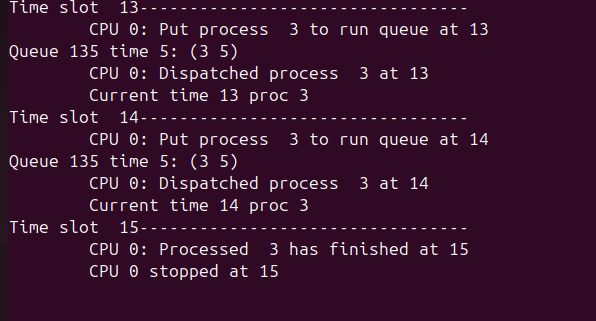 Time slot  13---------------------------------
        CPU 0: Put process  3 to run queue at 13
Queue 135 time 5: (3 5)
        CPU 0: Dispatched process  3 at 13
        Current time 13 proc 3
Time slot  14---------------------------------
        CPU 0: Put process  3 to run queue at 14
Queue 135 time 5: (3 5)
        CPU 0: Dispatched process  3 at 14
        Current time 14 proc 3
Time slot  15---------------------------------
        CPU 0: Processed  3 has finished at 15
        CPU 0 stopped at 15